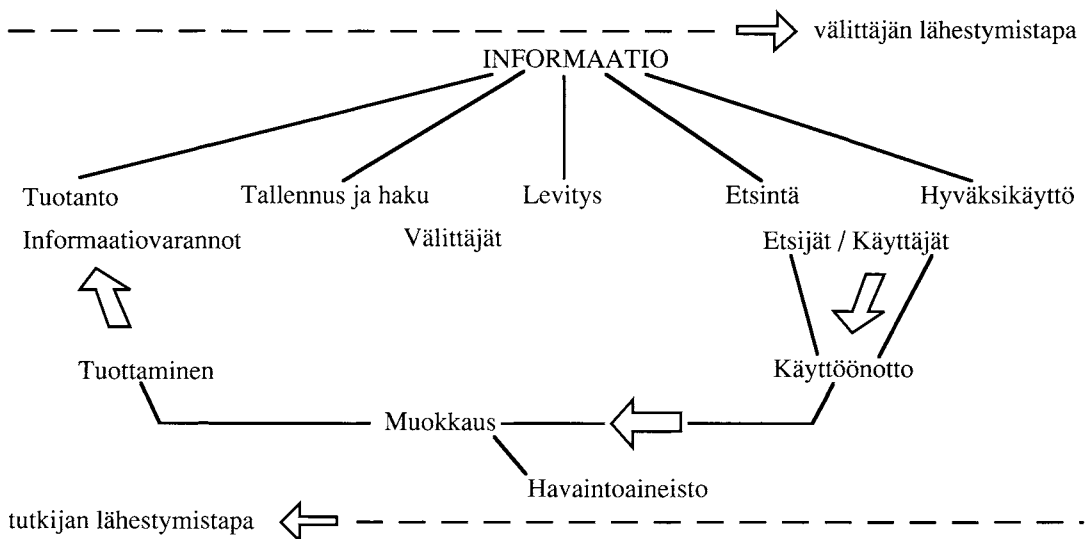 välittäjän lähestymistapa
INFORMAATIO
Tuotanto Tallennus ja haku Levitys Etsintä Hyväksikäyttö
Informaatiovarannot Välittäjät Etsijät / Käyttäjät
Tuottaminen Käyttöönotto
Muokkaus
Havaintoaineisto
tutkijan lähestymistapa